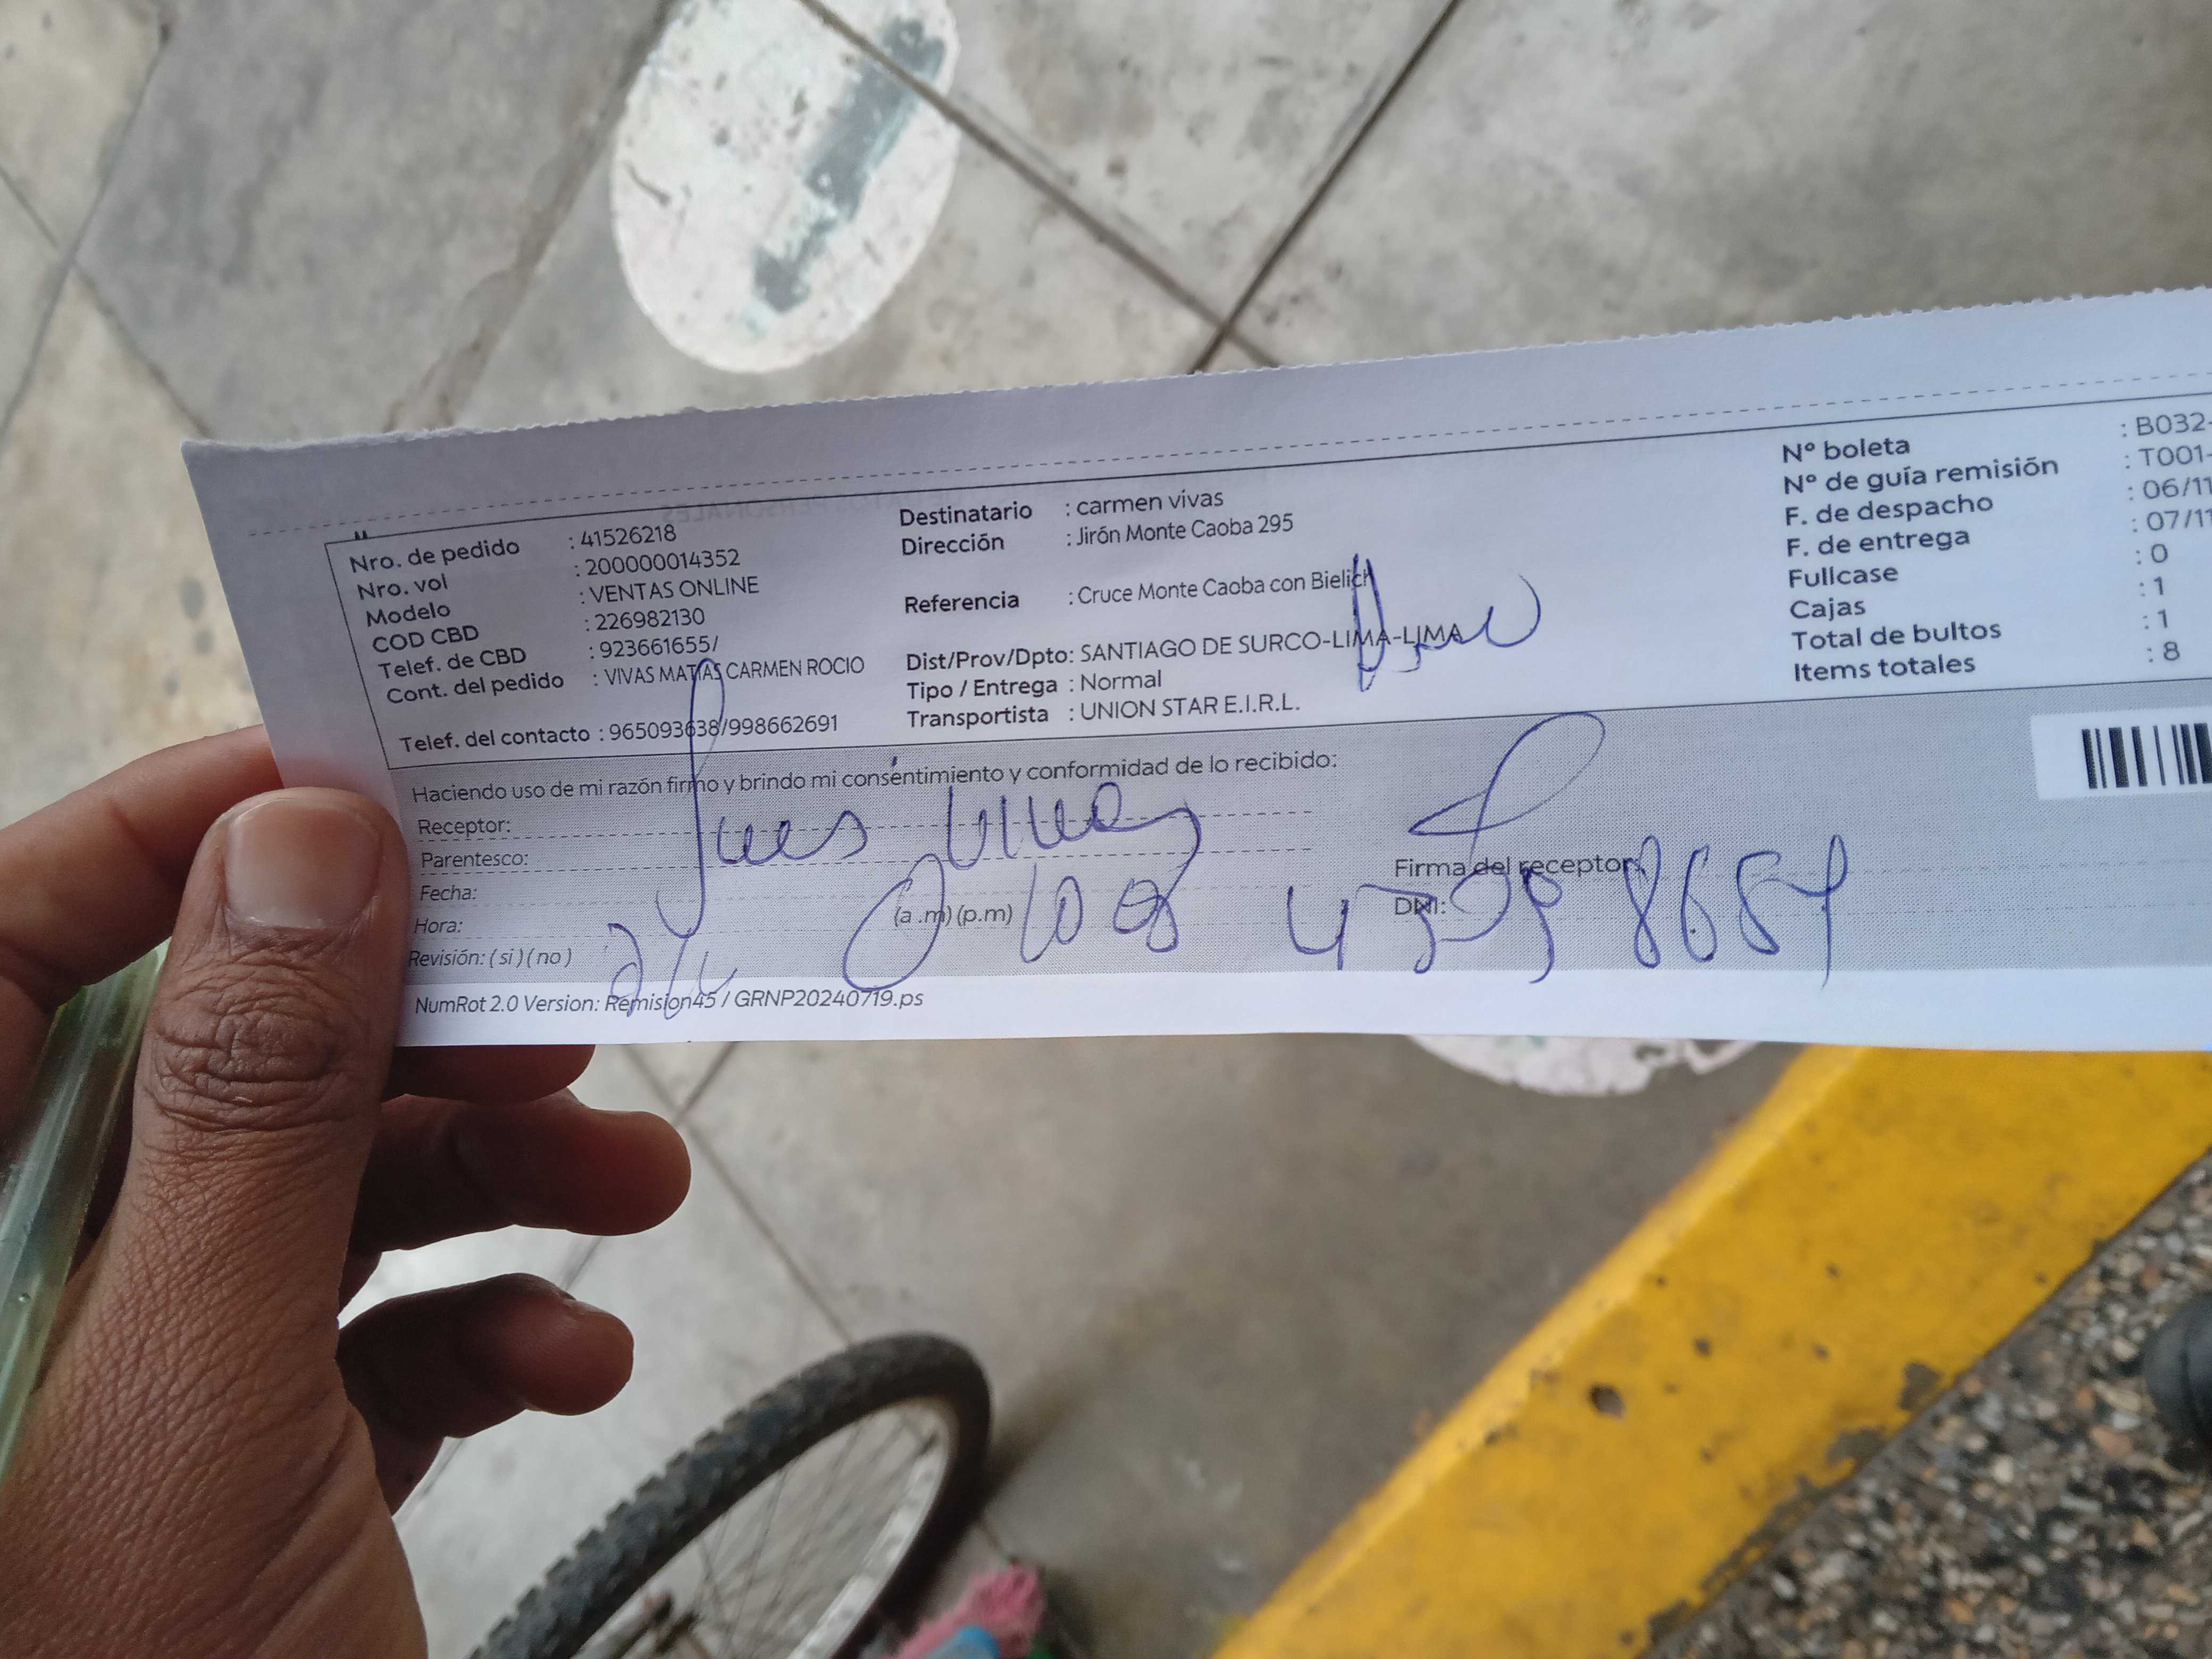 Nro. de pedido : 41526218
Nro. vol : 200000014352
Modelo : VENTAS ONLINE
COD CBD : 226982130
Telef. de CBD : 923661655/
Cont. del pedido : VIVAS MATIAS CARMEN ROCIO
Telef. del contacto : 965093638/998662691
Destinatario : carmen vivas
Dirección : Jirón Monte Caoba 295
Referencia : Cruce Monte Caoba con Bielich
Dist/Prov/Dpto: SANTIAGO DE SURCO-LIMA-LIMA
Tipo / Entrega : Normal
Transportista : UNION STAR E.I.R.L.
Nº boleta : B032-
Nº de guía remisión : T001-
F. de despacho : 06/11
F. de entrega : 07/11
Fullcase : 0
Cajas : 1
Total de bultos : 1
Items totales : 8
Haciendo uso de mi razón firmo y brindo mi consentimiento y conformidad de lo recibido:
Receptor:
Parentesco:
Fecha:
Hora: (a .m) (p.m)
Revisión: ( si ) ( no )
Firma del receptor:
DNI:
NumRot 2.0 Version: Remision45 / GRNP20240719.ps